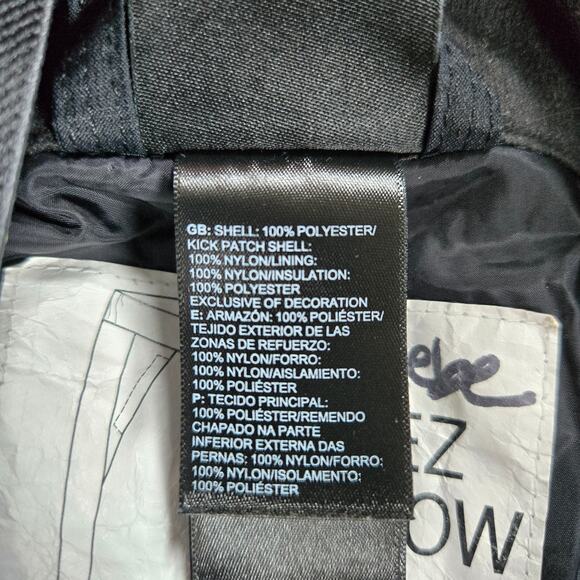 GB: SHELL: 100% POLYESTER/
KICK PATCH SHELL:
100% NYLON/LINING:
100% NYLON/INSULATION:
100% POLYESTER
EXCLUSIVE OF DECORATION
E: ARMAZÓN: 100% POLIÉSTER/
TEJIDO EXTERIOR DE LAS
ZONAS DE REFUERZO:
100% NYLON/FORRO:
100% NYLON/AISLAMIENTO:
100% POLIÉSTER
P: TECIDO PRINCIPAL:
100% POLIÉSTER/REMENDO
CHAPADO NA PARTE
INFERIOR EXTERNA DAS
PERNAS: 100% NYLON/FORRO:
100% NYLON/ISOLAMENTO:
100% POLIÉSTER
EZ
OW